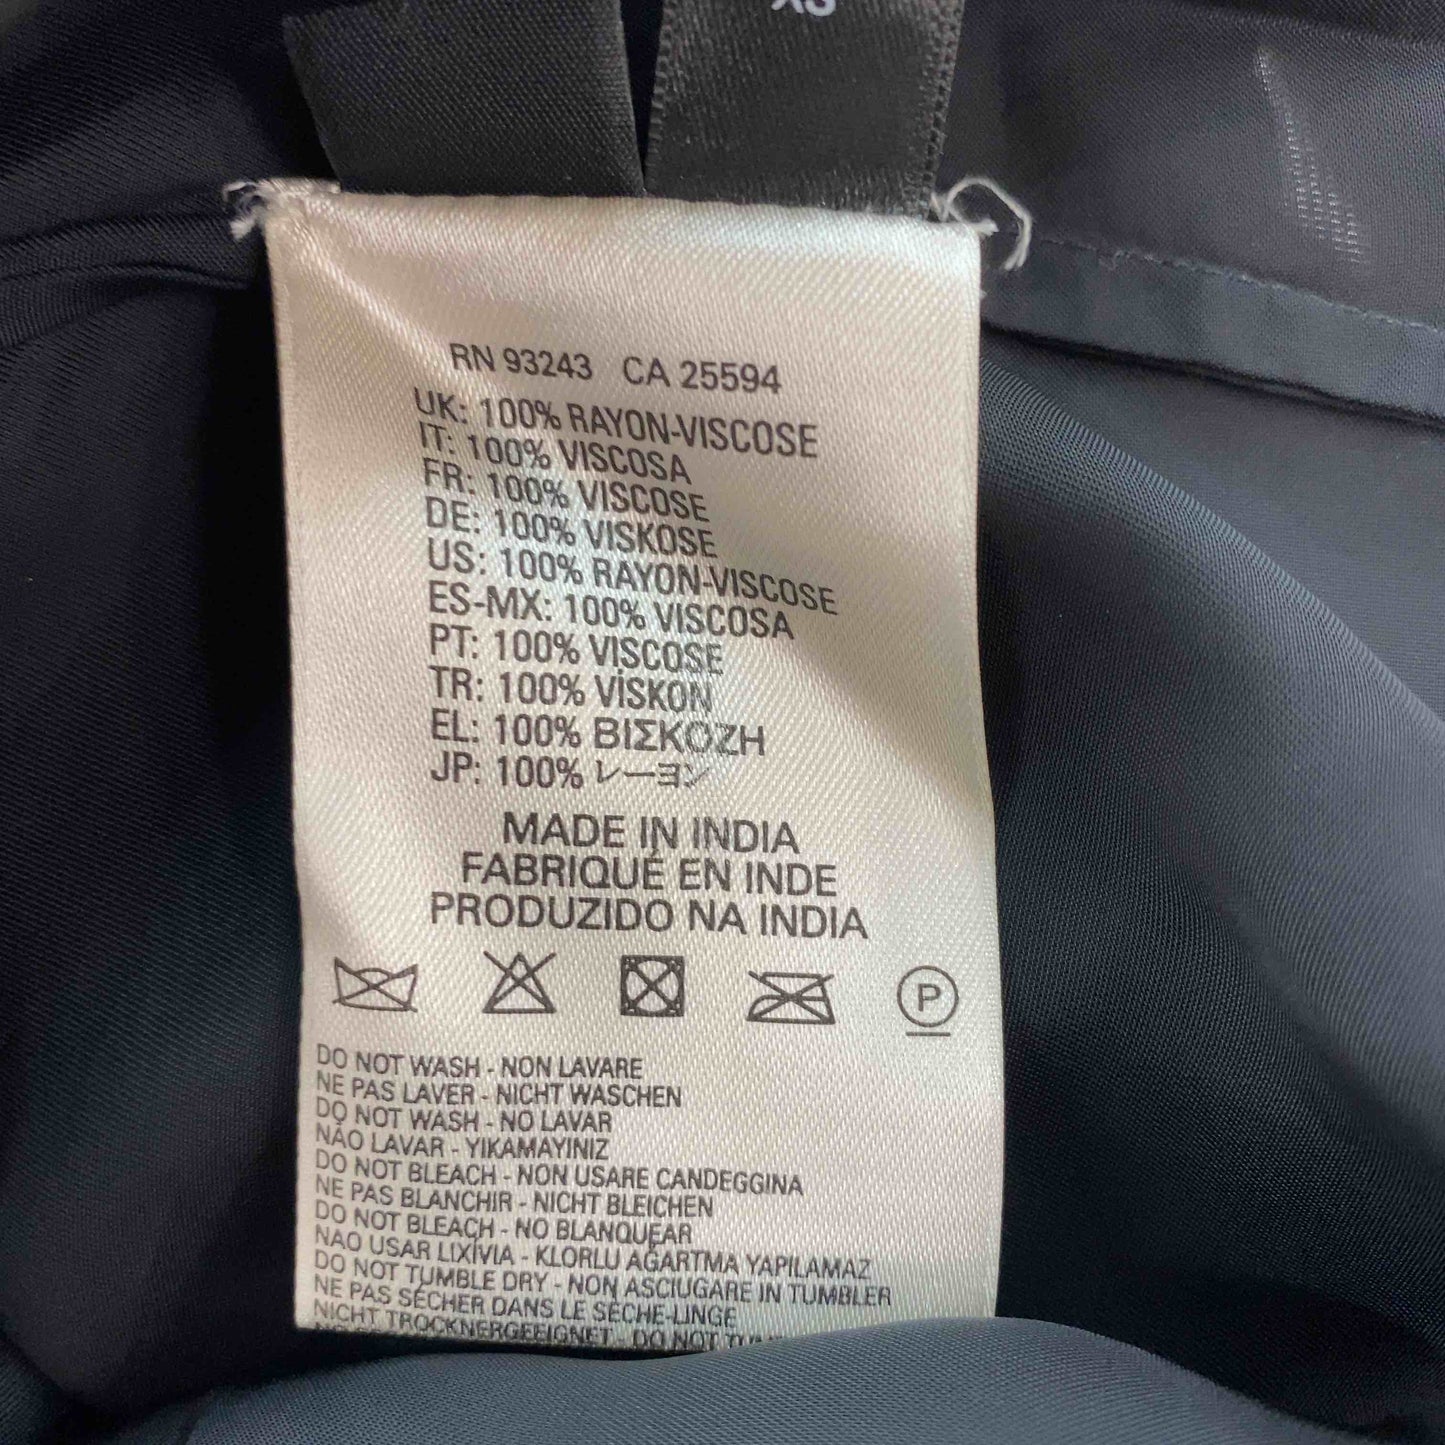 XS
RN 93243 CA 25594
UK: 100% RAYON-VISCOSE
IT: 100% VISCOSA
FR: 100% VISCOSE
DE: 100% VISKOSE
US: 100% RAYON-VISCOSE
ES-MX: 100% VISCOSA
PT: 100% VISCOSE
TR: 100% VİSKON
EL: 100% ΒΙΣΚΟΖΗ
JP: 100% レーヨン
MADE IN INDIA
FABRIQUÉ EN INDE
PRODUZIDO NA INDIA
P
DO NOT WASH - NON LAVARE
NE PAS LAVER - NICHT WASCHEN
DO NOT WASH - NO LAVAR
NÃO LAVAR - YIKAMAYINIZ
DO NOT BLEACH - NON USARE CANDEGGINA
NE PAS BLANCHIR - NICHT BLEICHEN
DO NOT BLEACH - NO BLANQUEAR
NAO USAR LIXÍVIA - KLORLU AĞARTMA YAPILAMAZ
DO NOT TUMBLE DRY - NON ASCIUGARE IN TUMBLER
NE PAS SÉCHER DANS LE SÈCHE-LINGE
NICHT TROCKNERGEEIGNET DO NOT